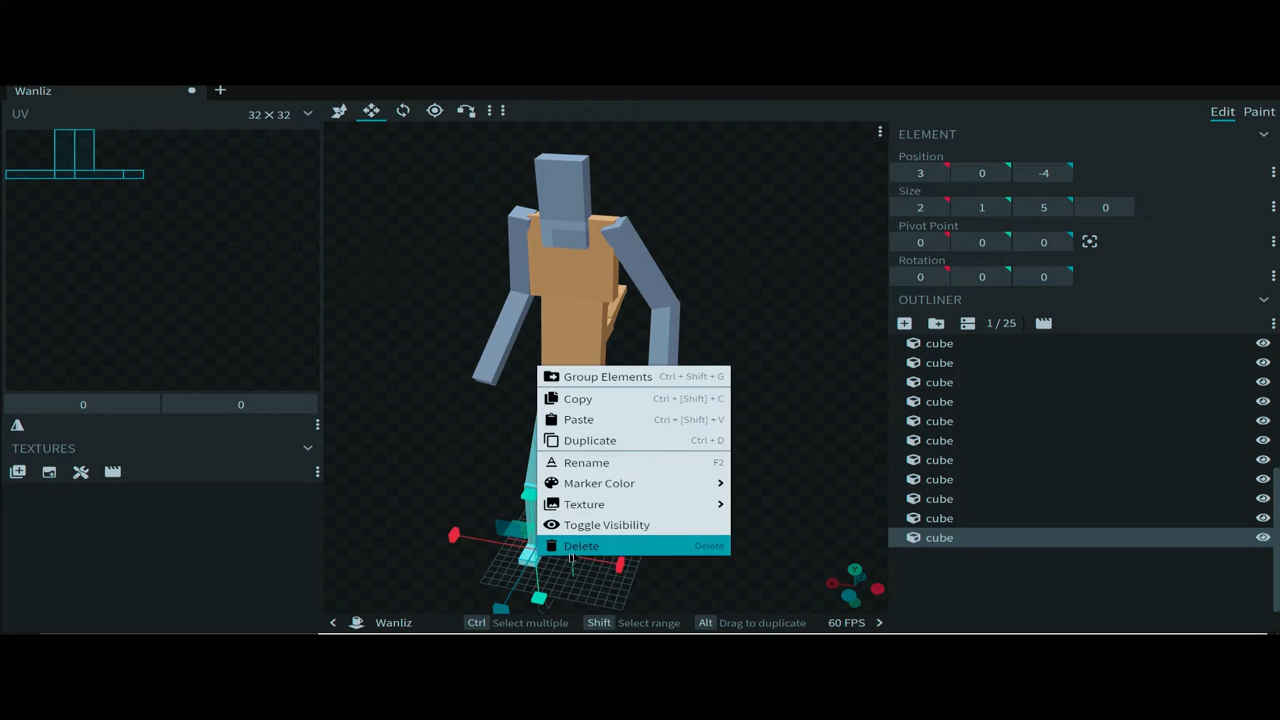 Wanliz
UV
32 × 32
0
0
TEXTURES
Edit
Paint
ELEMENT
Position
3
0
-4
Size
2
1
5
0
Pivot Point
0
0
0
Rotation
0
0
0
OUTLINER
1 / 25
cube
cube
cube
cube
cube
cube
cube
cube
cube
cube
cube
Group Elements Ctrl + Shift + G
Copy Ctrl + [Shift] + C
Paste Ctrl + [Shift] + V
Duplicate Ctrl + D
Rename F2
Marker Color
Texture
Toggle Visibility
Delete Delete
Y
Wanliz
Ctrl Select multiple
Shift Select range
Alt Drag to duplicate
60 FPS